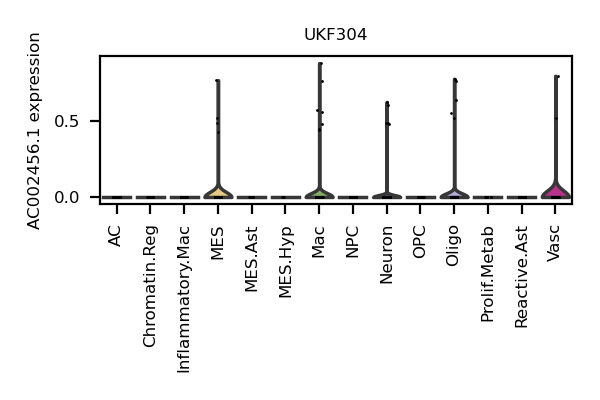 UKF304
AC002456.1 expression
0.5
0.0
AC
Chromatin.Reg
Inflammatory.Mac
MES
MES.Ast
MES.Hyp
Mac
NPC
Neuron
OPC
Oligo
Prolif.Metab
Reactive.Ast
Vasc